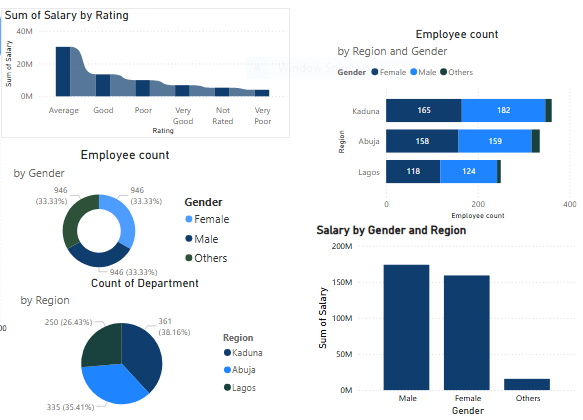 Sum of Salary by Rating
40M
20M
0M
Sum of Salary
Average Good Poor Very Good Not Rated Very Poor
Rating
Employee count
by Region and Gender
Gender Female Male Others
Kaduna 165 182
Abuja 158 159
Lagos 118 124
Region
0 200 400
Employee count
Employee count
by Gender
946 (33.33%)
946 (33.33%)
946 (33.33%)
Gender
Female
Male
Others
Count of Department
by Region
250 (26.43%)
361 (38.16%)
335 (35.41%)
Region
Kaduna
Abuja
Lagos
00
Salary by Gender and Region
200M
150M
100M
50M
0M
Sum of Salary
Male Female Others
Gender